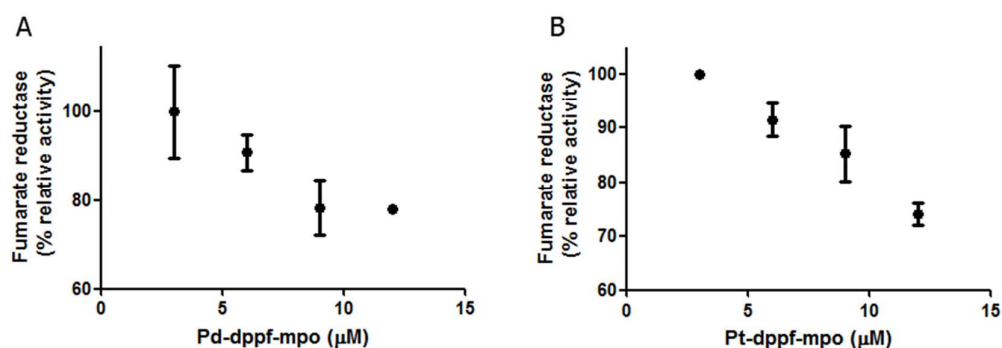 A
Fumarate reductase
(% relative activity)
100
80
60
0
5
10
15
Pd-dppf-mpo (μM)
B
Fumarate reductase
(% relative activity)
100
90
80
70
60
0
5
10
15
Pt-dppf-mpo (μM)